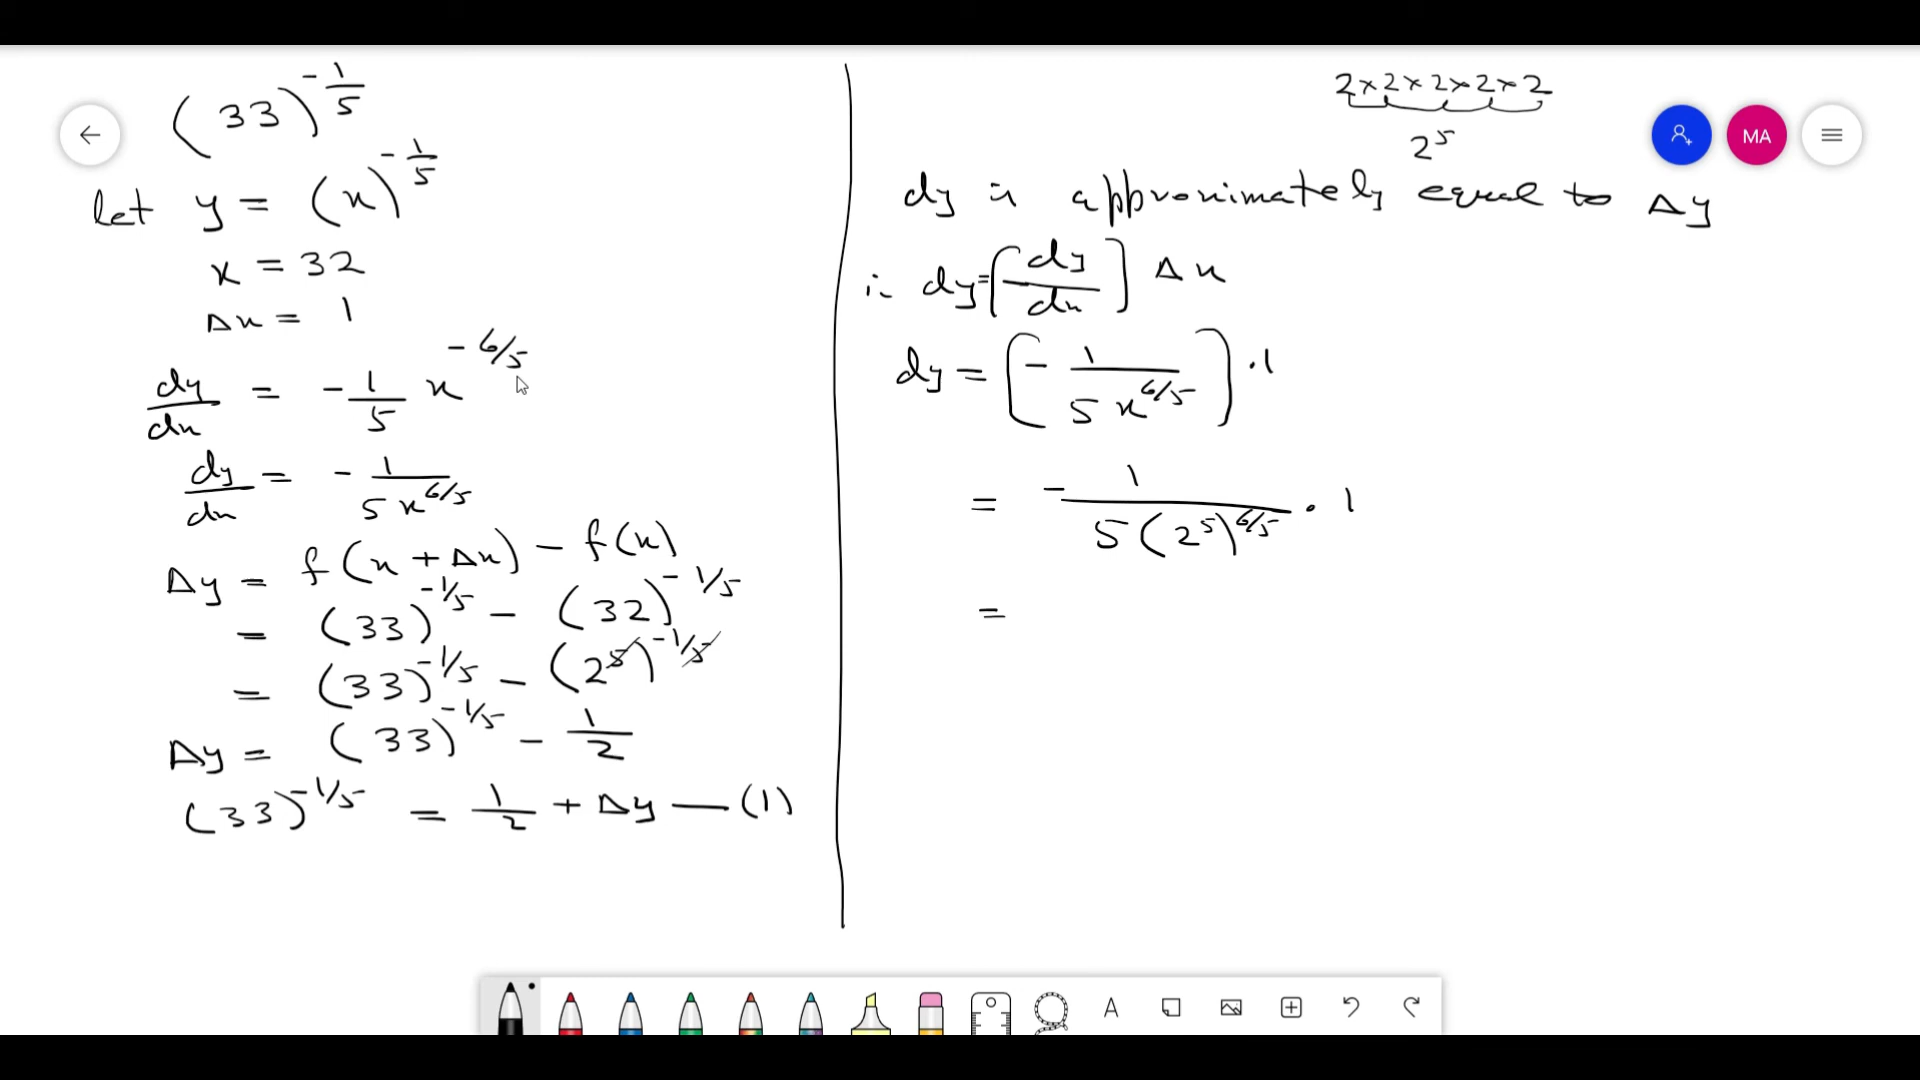 (33)^{-1/5}
let y = (x)^{-1/5}
x = 32
Δx = 1
dy/dx = -1/5 x^{-6/5}
dy/dx = -1/(5 x^{6/5})
Δy = f(x + Δx) - f(x)
= (33)^{-1/5} - (32)^{-1/5}
= (33)^{-1/5} - (2^5)^{-1/5}
Δy = (33)^{-1/5} - 1/2
(33)^{-1/5} = 1/2 + Δy — (1)
2×2×2×2×2
2^5
dy is approximately equal to Δy
i. dy = [dy/dx] Δx
dy = [-1/(5 x^{6/5})] · 1
= -1/(5 (2^5)^{6/5}) · 1
=
MA
A